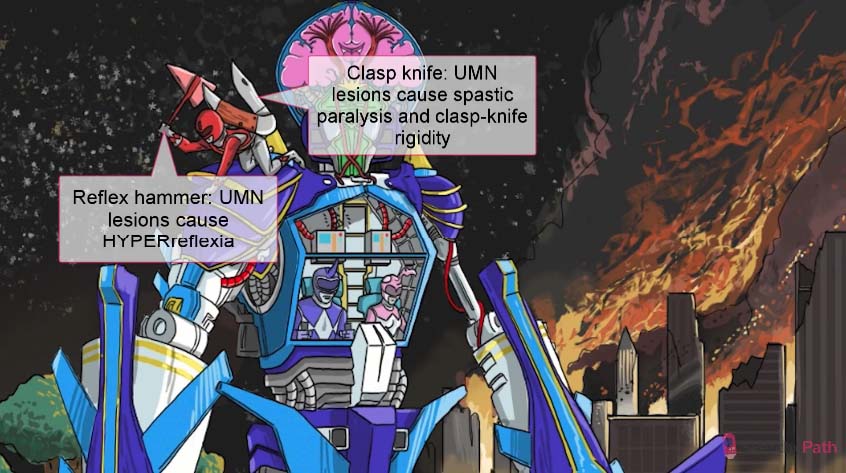 Clasp knife: UMN
lesions cause spastic
paralysis and clasp-knife
rigidity
Reflex hammer: UMN
lesions cause
HYPERreflexia
Path